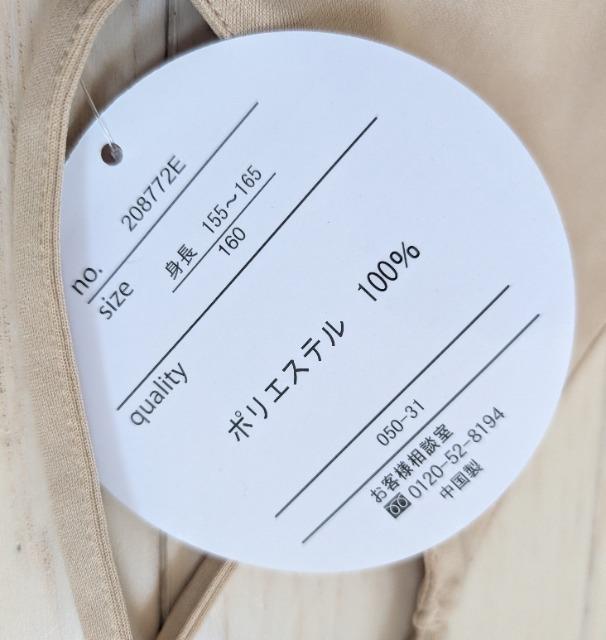 no. 208772E
size 身長 155~165
160
quality
ポリエステル 100%
050-31
お客様相談室
0120-52-8194
中国製